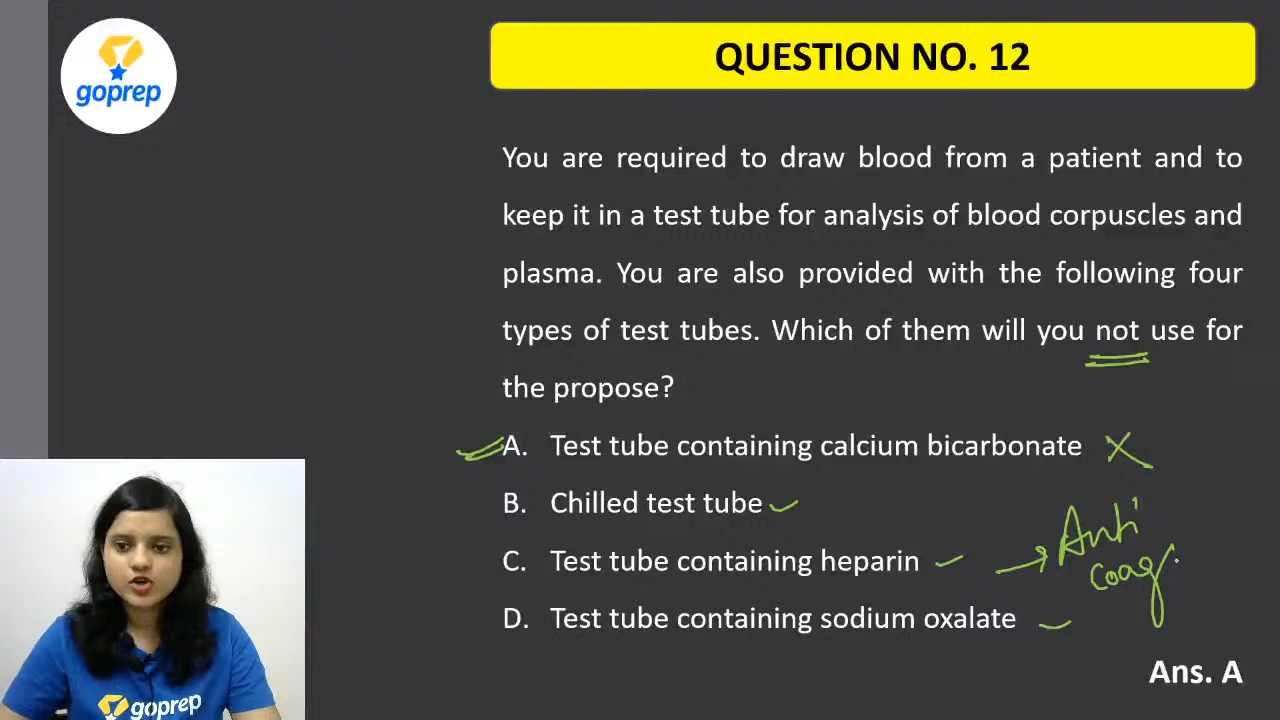 goprep
QUESTION NO. 12
You are required to draw blood from a patient and to
keep it in a test tube for analysis of blood corpuscles and
plasma. You are also provided with the following four
types of test tubes. Which of them will you not use for
the propose?
A. Test tube containing calcium bicarbonate
B. Chilled test tube
C. Test tube containing heparin
D. Test tube containing sodium oxalate
Anti
coag.
Ans. A
goprep